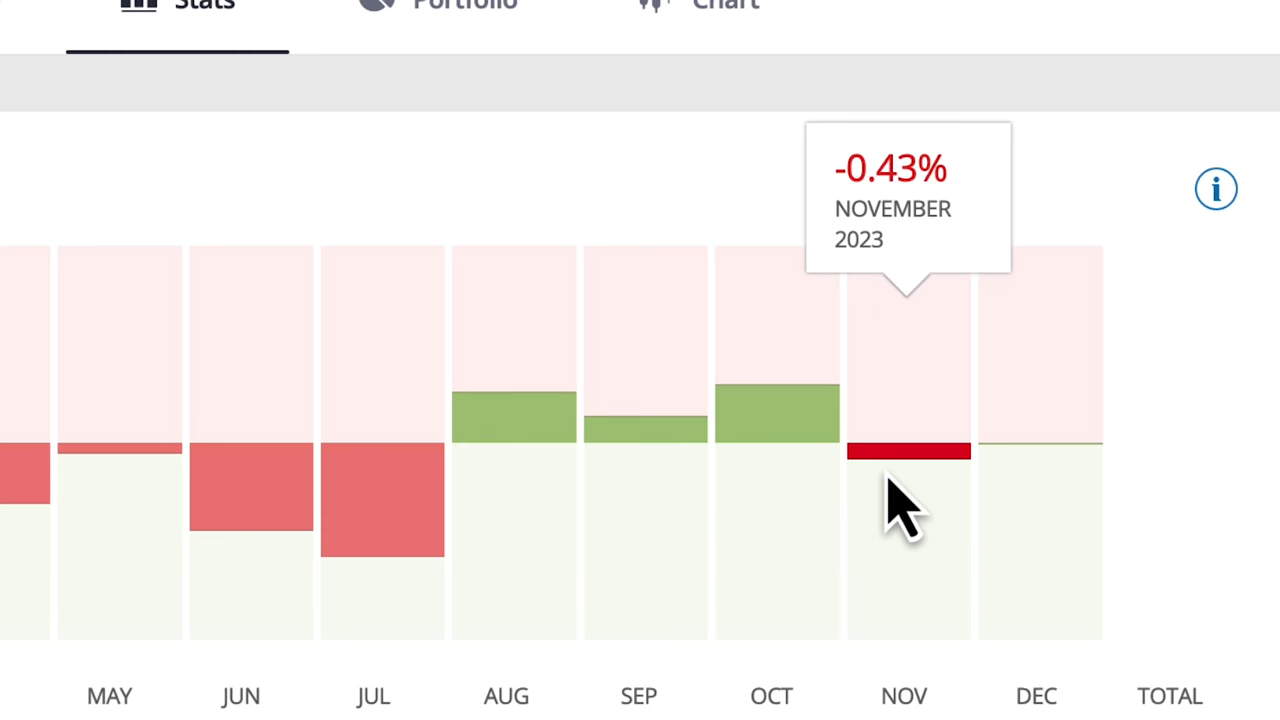 Stats Portfolio Chart
-0.43%
NOVEMBER
2023
i
MAY JUN JUL AUG SEP OCT NOV DEC TOTAL